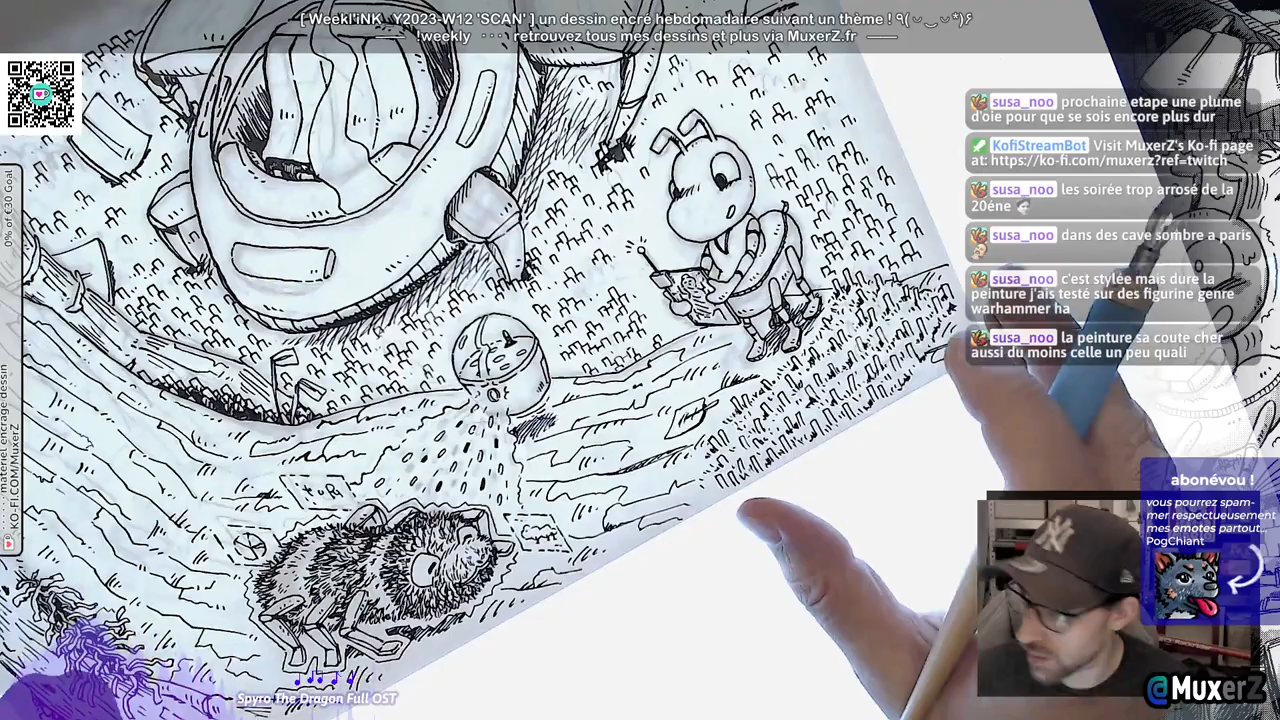 [ Weekl'iNK_ Y2023-W12 'SCAN' ] un dessin encré hebdomadaire suivant un thème ! ٩(◡‿◡*)۶
!weekly ···· retrouvez tous mes dessins et plus via MuxerZ.fr
susa_noo prochaine etape une plume
d'oie pour que se sois encore plus dur
KofiStreamBot Visit MuxerZ's Ko-fi page
at: https://ko-fi.com/muxerz?ref=twitch
susa_noo les soirée trop arrosé de la
20éne
susa_noo dans des cave sombre a paris
susa_noo c'est stylée mais dure la
peinture j'ais testé sur des figurine genre
warhammer ha
susa_noo la peinture sa coute cher
aussi du moins celle un peu quali
0% of €30 Goal
matériel encrage dessin
KO-FI.COM/MuxerZ
abonévou !
vous pourrez spam-
mer respectueusement
mes emotes partout...
PogChiant
NY
Spyro The Dragon Full OST
@MuxerZ